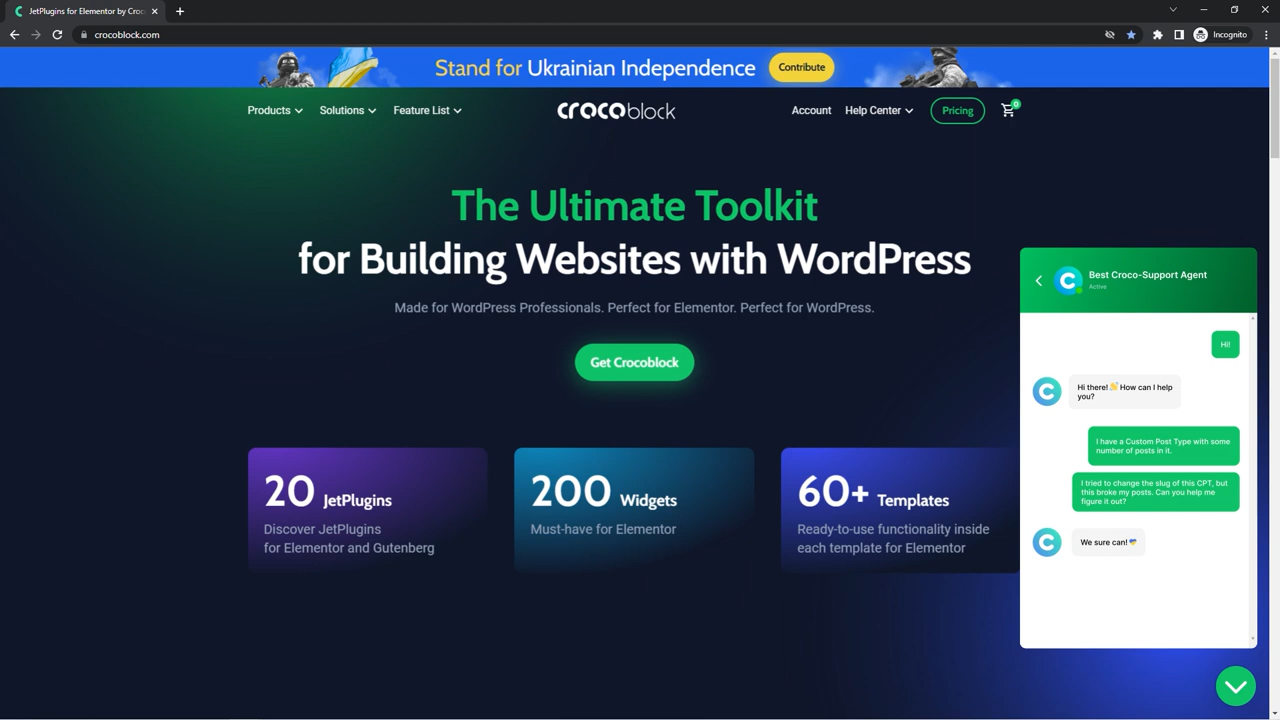 JetPlugins for Elementor by Croc
crocoblock.com
Incognito
Stand for Ukrainian Independence
Contribute
Products
Solutions
Feature List
crocoblock
Account
Help Center
Pricing
0
The Ultimate Toolkit
for Building Websites with WordPress
Made for WordPress Professionals. Perfect for Elementor. Perfect for WordPress.
Get Crocoblock
20 JetPlugins
Discover JetPlugins
for Elementor and Gutenberg
200 Widgets
Must-have for Elementor
60+ Templates
Ready-to-use functionality inside
each template for Elementor
Best Croco-Support Agent
Active
Hi!
Hi there! 👋 How can I help
you?
I have a Custom Post Type with some
number of posts in it.
I tried to change the slug of this CPT, but
this broke my posts. Can you help me
figure it out?
We sure can!